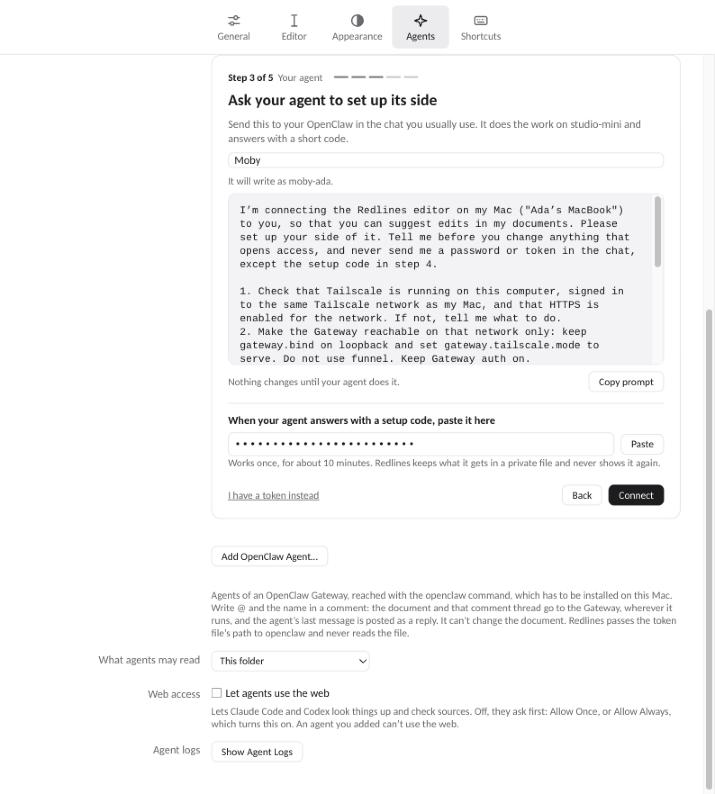 General
Editor
Appearance
Agents
Shortcuts
Step 3 of 5 Your agent
Ask your agent to set up its side
Send this to your OpenClaw in the chat you usually use. It does the work on studio-mini and
answers with a short code.
Moby
It will write as moby-ada.
I’m connecting the Redlines editor on my Mac ("Ada’s MacBook")
to you, so that you can suggest edits in my documents. Please
set up your side of it. Tell me before you change anything that
opens access, and never send me a password or token in the chat,
except the setup code in step 4.
1. Check that Tailscale is running on this computer, signed in
to the same Tailscale network as my Mac, and that HTTPS is
enabled for the network. If not, tell me what to do.
2. Make the Gateway reachable on that network only: keep
gateway.bind on loopback and set gateway.tailscale.mode to
serve. Do not use funnel. Keep Gateway auth on.
Nothing changes until your agent does it.
Copy prompt
When your agent answers with a setup code, paste it here
••••••••••••••••••••••••
Paste
Works once, for about 10 minutes. Redlines keeps what it gets in a private file and never shows it again.
I have a token instead
Back
Connect
Add OpenClaw Agent...
Agents of an OpenClaw Gateway, reached with the openclaw command, which has to be installed on this Mac.
Write @ and the name in a comment: the document and that comment thread go to the Gateway, wherever it
runs, and the agent’s last message is posted as a reply. It can’t change the document. Redlines passes the token
file’s path to openclaw and never reads the file.
What agents may read
This folder
Web access
Let agents use the web
Lets Claude Code and Codex look things up and check sources. Off, they ask first: Allow Once, or Allow Always,
which turns this on. An agent you added can’t use the web.
Agent logs
Show Agent Logs